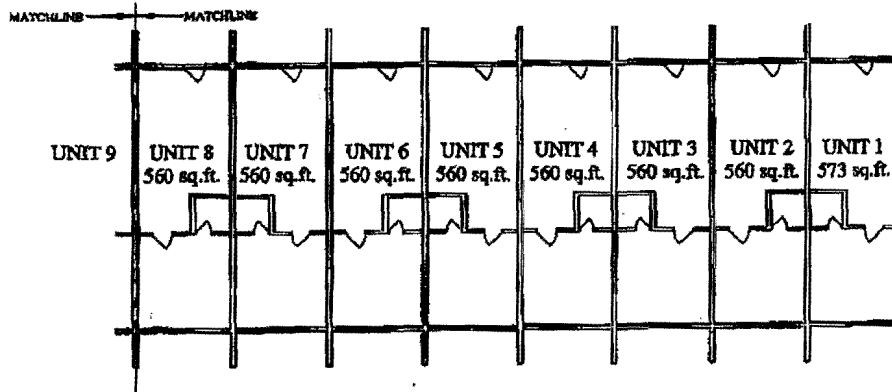 MATCHLINE MATCHLINE
UNIT 9
UNIT 8
560 sq.ft.
UNIT 7
560 sq.ft.
UNIT 6
560 sq.ft.
UNIT 5
560 sq.ft.
UNIT 4
560 sq.ft.
UNIT 3
560 sq.ft.
UNIT 2
560 sq.ft.
UNIT 1
573 sq.ft.